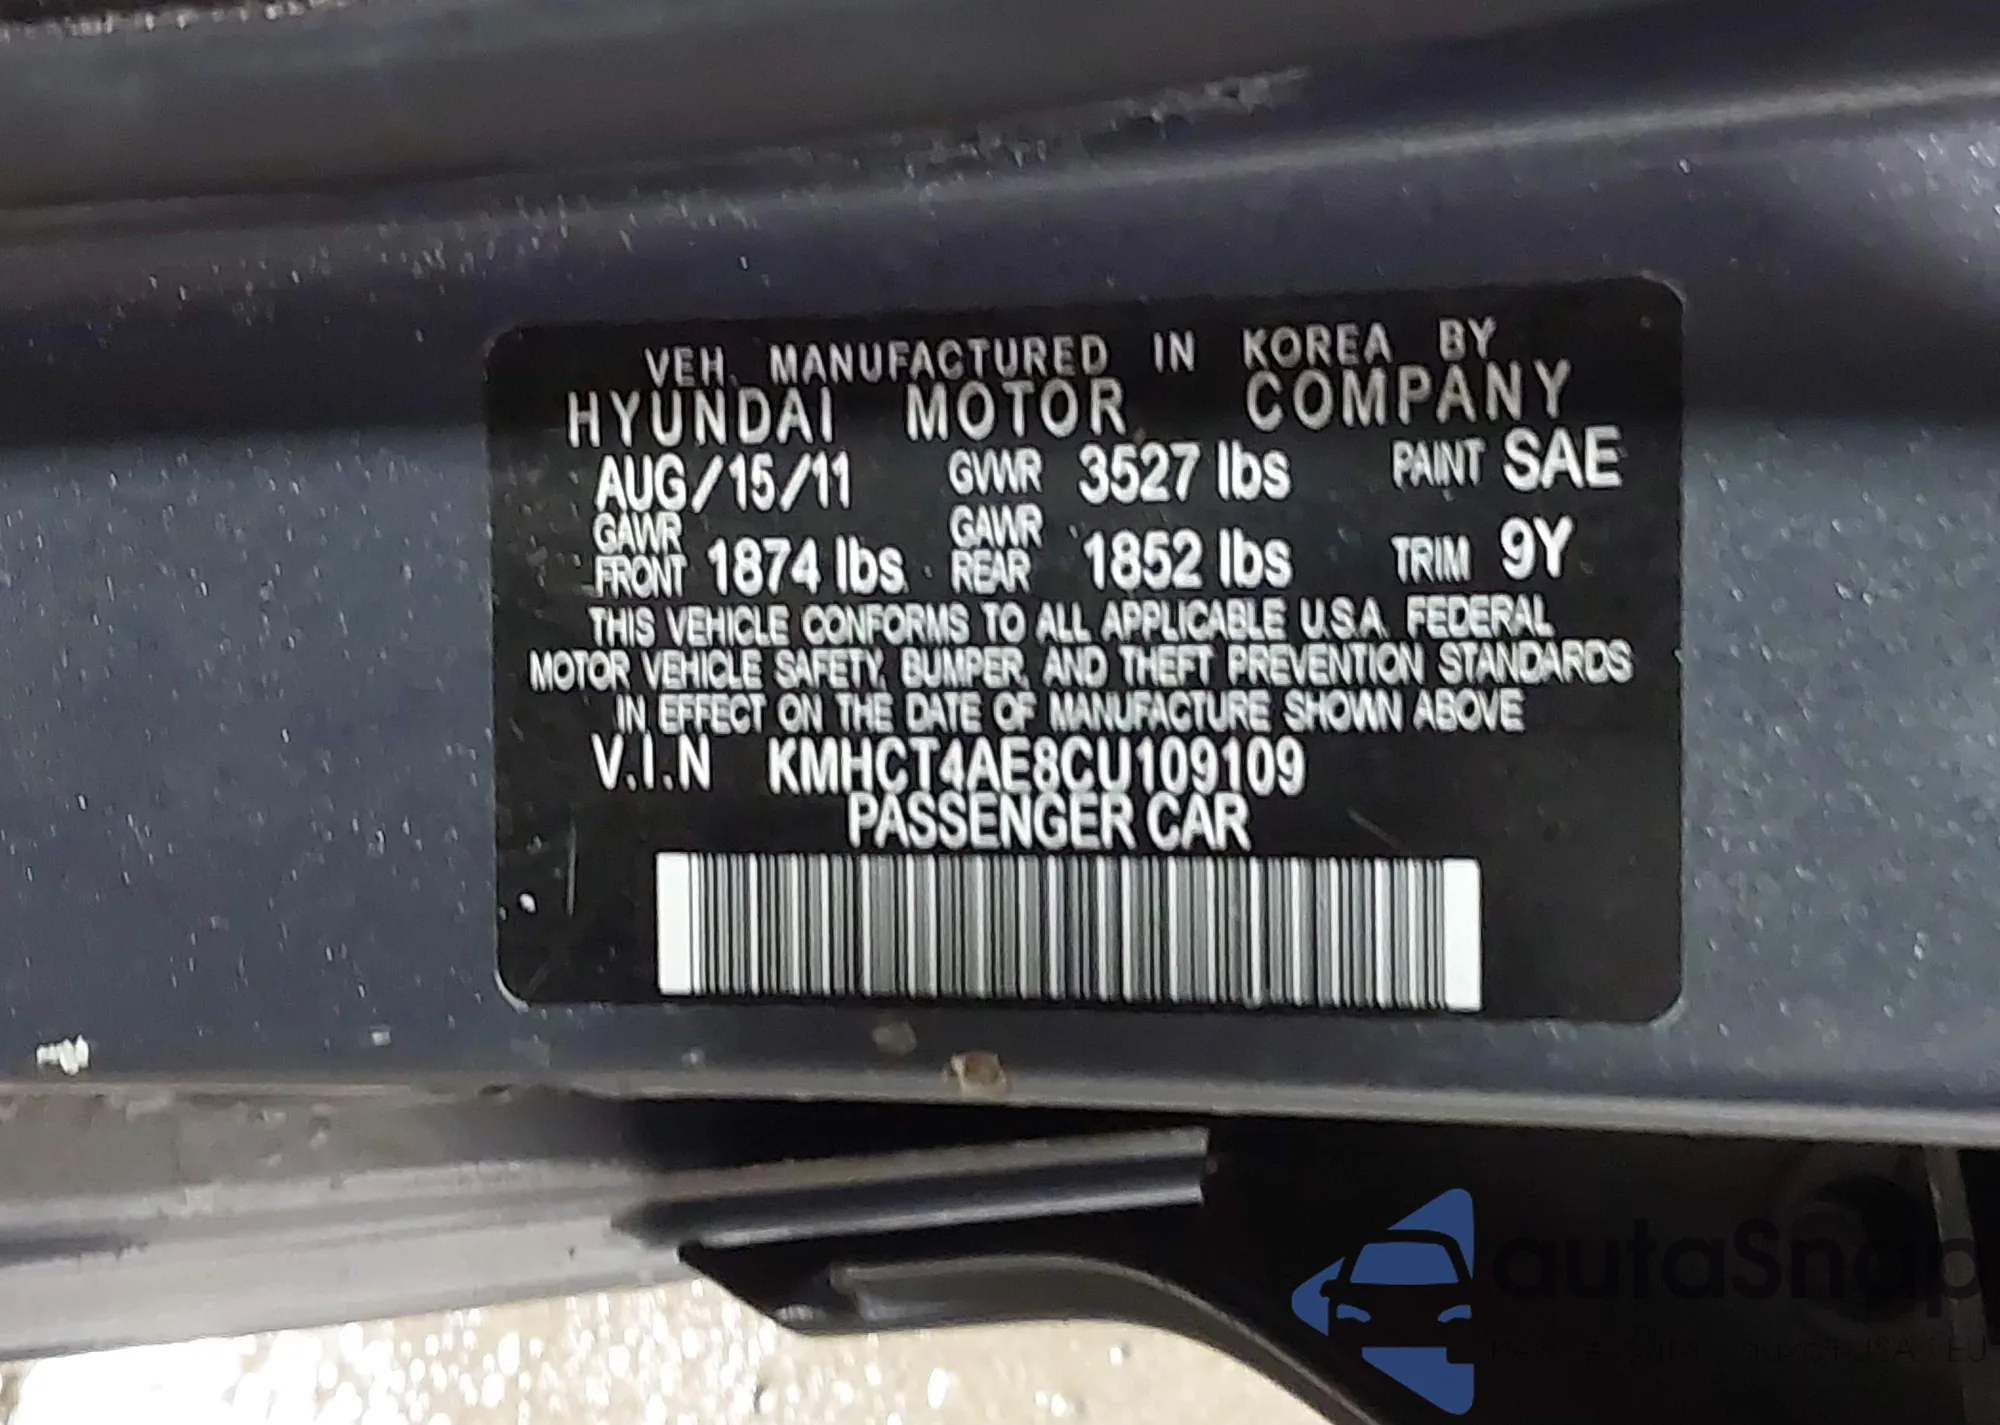 VEH. MANUFACTURED IN KOREA BY
HYUNDAI MOTOR COMPANY
AUG/15/11 GVWR 3527 lbs PAINT SAE
GAWR FRONT 1874 lbs GAWR REAR 1852 lbs TRIM 9Y
THIS VEHICLE CONFORMS TO ALL APPLICABLE U.S.A. FEDERAL
MOTOR VEHICLE SAFETY, BUMPER, AND THEFT PREVENTION STANDARDS
IN EFFECT ON THE DATE OF MANUFACTURE SHOWN ABOVE
V.I.N KMHCT4AE8CU109109
PASSENGER CAR
autaSnap